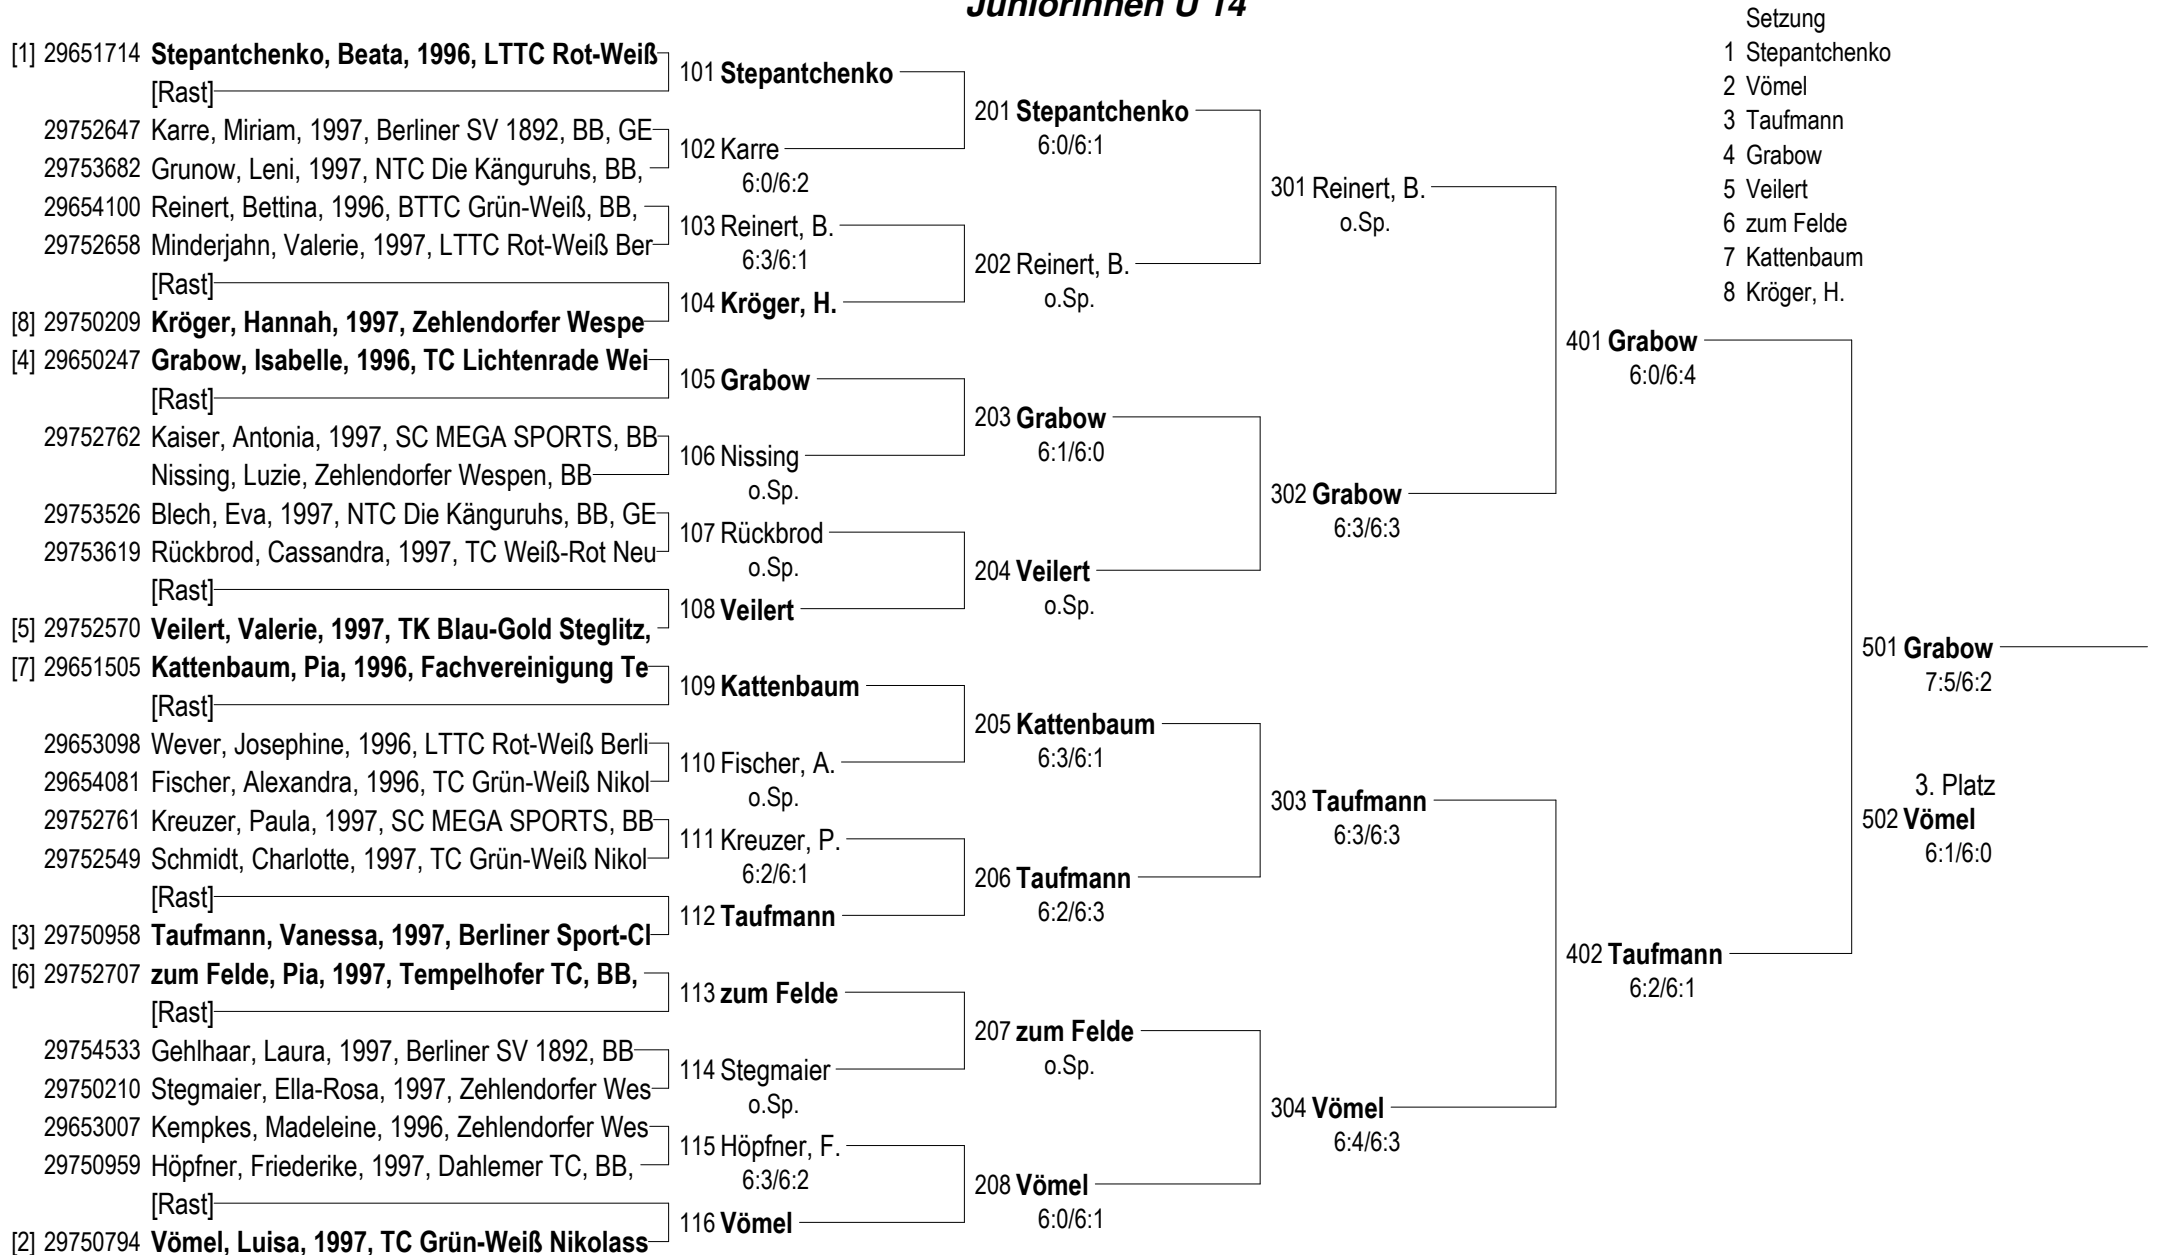 Juniorinnen U 14
Setzung
1 Stepantchenko
2 Vömel
3 Taufmann
4 Grabow
5 Veilert
6 zum Felde
7 Kattenbaum
8 Kröger, H.
[1] 29651714 Stepantchenko, Beata, 1996, LTTC Rot-Weiß
[Rast]
29752647 Karre, Miriam, 1997, Berliner SV 1892, BB, GE
29753682 Grunow, Leni, 1997, NTC Die Känguruhs, BB,
29654100 Reinert, Bettina, 1996, BTTC Grün-Weiß, BB,
29752658 Minderjahn, Valerie, 1997, LTTC Rot-Weiß Ber
[Rast]
[8] 29750209 Kröger, Hannah, 1997, Zehlendorfer Wespe
[4] 29650247 Grabow, Isabelle, 1996, TC Lichtenrade Wei
[Rast]
29752762 Kaiser, Antonia, 1997, SC MEGA SPORTS, BB
Nissing, Luzie, Zehlendorfer Wespen, BB
29753526 Blech, Eva, 1997, NTC Die Känguruhs, BB, GE
29753619 Rückbrod, Cassandra, 1997, TC Weiß-Rot Neu
[Rast]
[5] 29752570 Veilert, Valerie, 1997, TK Blau-Gold Steglitz,
[7] 29651505 Kattenbaum, Pia, 1996, Fachvereinigung Te
[Rast]
29653098 Wever, Josephine, 1996, LTTC Rot-Weiß Berli
29654081 Fischer, Alexandra, 1996, TC Grün-Weiß Nikol
29752761 Kreuzer, Paula, 1997, SC MEGA SPORTS, BB
29752549 Schmidt, Charlotte, 1997, TC Grün-Weiß Nikol
[Rast]
[3] 29750958 Taufmann, Vanessa, 1997, Berliner Sport-Cl
[6] 29752707 zum Felde, Pia, 1997, Tempelhofer TC, BB,
[Rast]
29754533 Gehlhaar, Laura, 1997, Berliner SV 1892, BB
29750210 Stegmaier, Ella-Rosa, 1997, Zehlendorfer Wes
29653007 Kempkes, Madeleine, 1996, Zehlendorfer Wes
29750959 Höpfner, Friederike, 1997, Dahlemer TC, BB,
[Rast]
[2] 29750794 Vömel, Luisa, 1997, TC Grün-Weiß Nikolass
101 Stepantchenko
102 Karre
6:0/6:2
103 Reinert, B.
6:3/6:1
104 Kröger, H.
105 Grabow
106 Nissing
o.Sp.
107 Rückbrod
o.Sp.
108 Veilert
109 Kattenbaum
110 Fischer, A.
o.Sp.
111 Kreuzer, P.
6:2/6:1
112 Taufmann
113 zum Felde
114 Stegmaier
o.Sp.
115 Höpfner, F.
6:3/6:2
116 Vömel
201 Stepantchenko
6:0/6:1
202 Reinert, B.
o.Sp.
203 Grabow
6:1/6:0
204 Veilert
o.Sp.
205 Kattenbaum
6:3/6:1
206 Taufmann
6:2/6:3
207 zum Felde
o.Sp.
208 Vömel
6:0/6:1
301 Reinert, B.
o.Sp.
302 Grabow
6:3/6:3
303 Taufmann
6:3/6:3
304 Vömel
6:4/6:3
401 Grabow
6:0/6:4
402 Taufmann
6:2/6:1
501 Grabow
7:5/6:2
3. Platz
502 Vömel
6:1/6:0